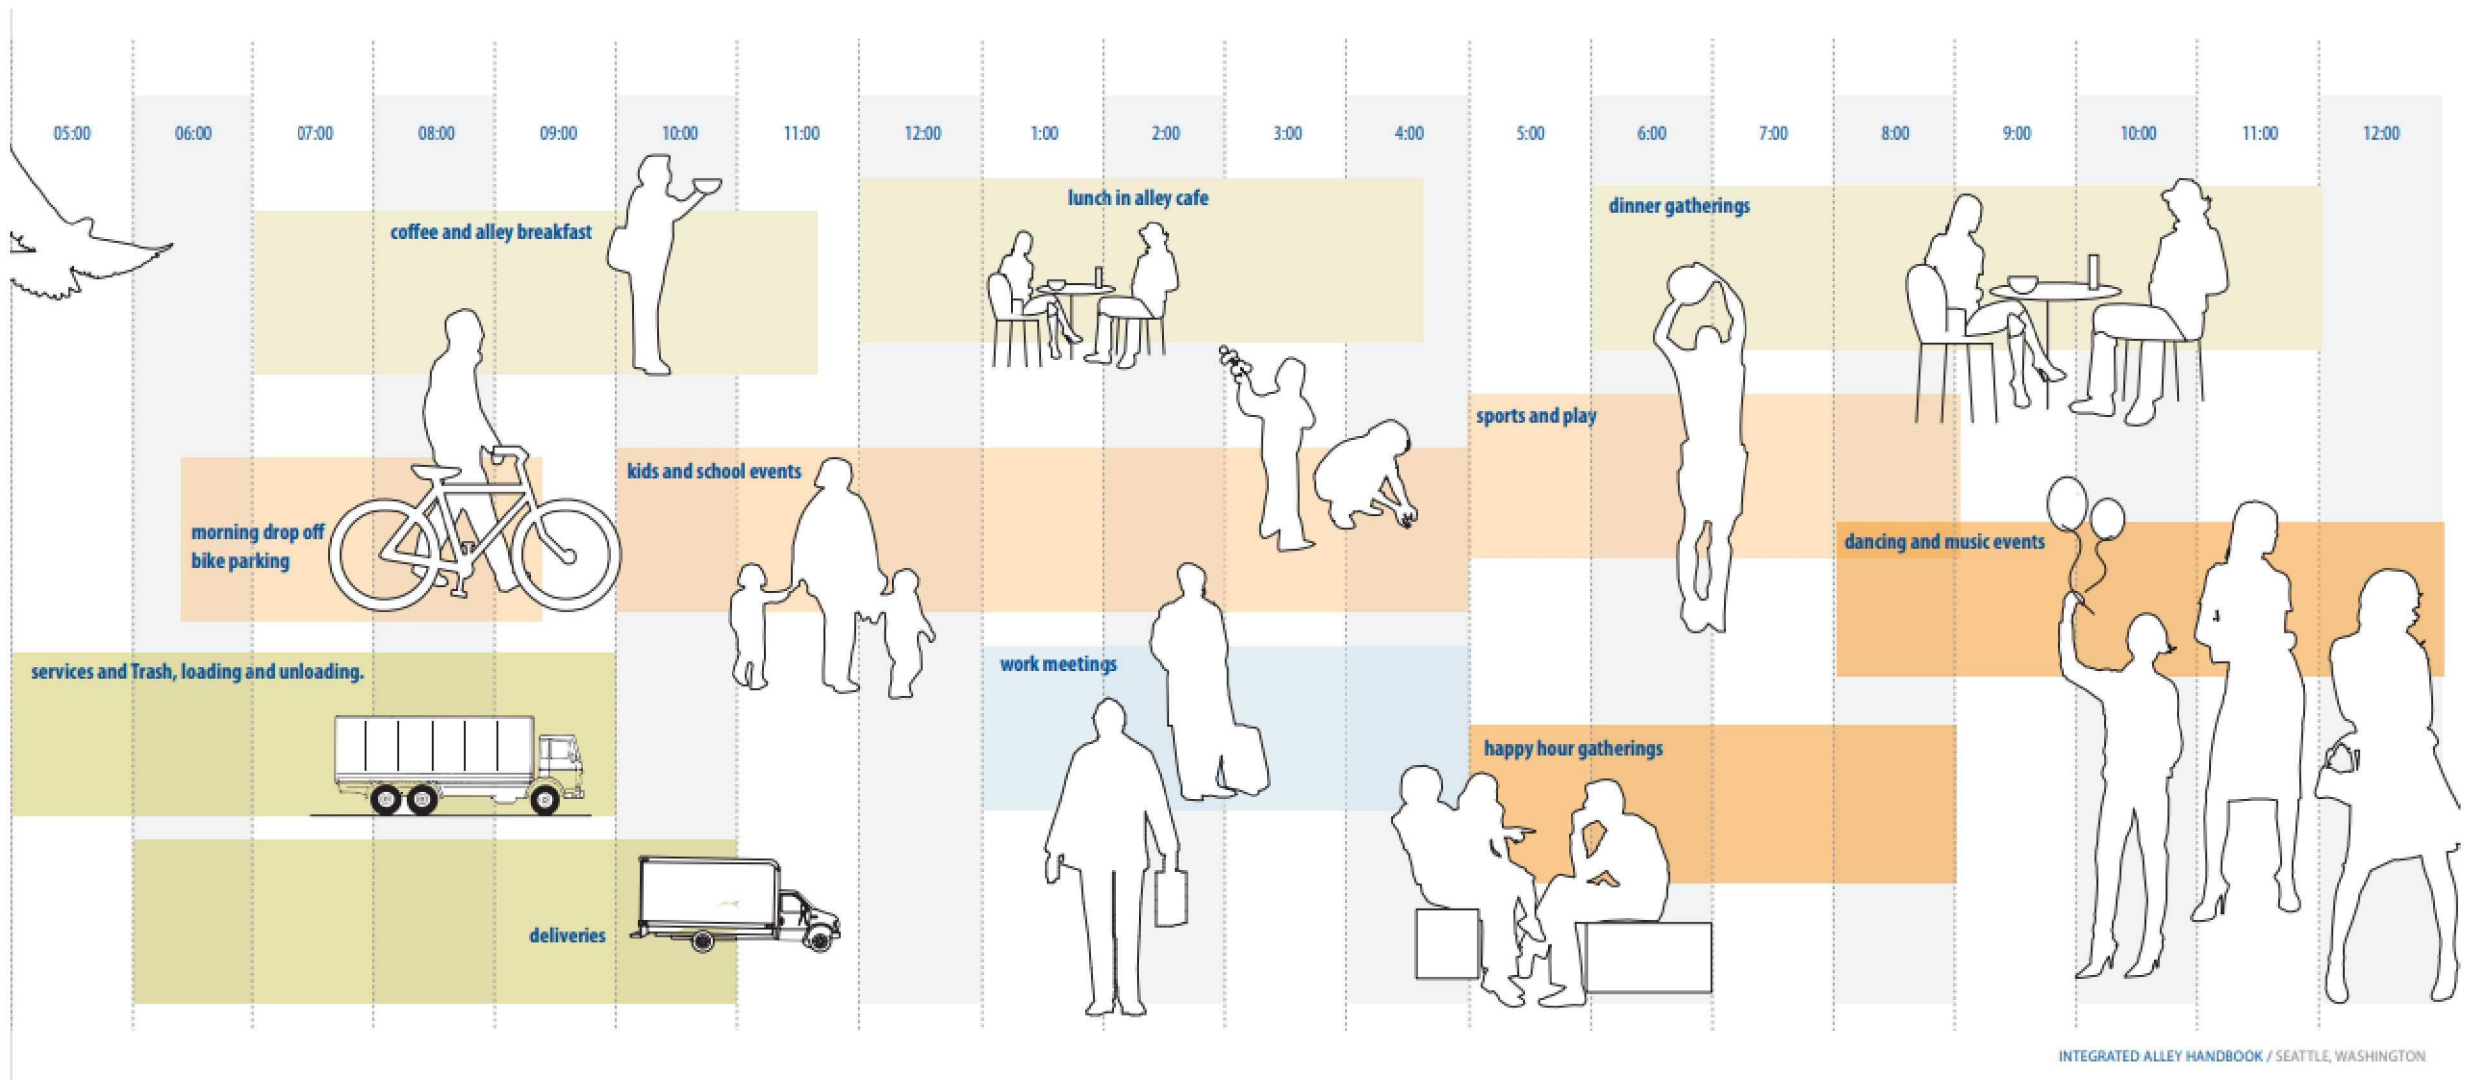 05:00 06:00 07:00 08:00 09:00 10:00 11:00 12:00 1:00 2:00 3:00 4:00 5:00 6:00 7:00 8:00 9:00 10:00 11:00 12:00
lunch in alley cafe
dinner gatherings
coffee and alley breakfast
sports and play
kids and school events
morning drop off
bike parking
dancing and music events
work meetings
services and Trash, loading and unloading.
happy hour gatherings
deliveries
INTEGRATED ALLEY HANDBOOK / SEATTLE, WASHINGTON